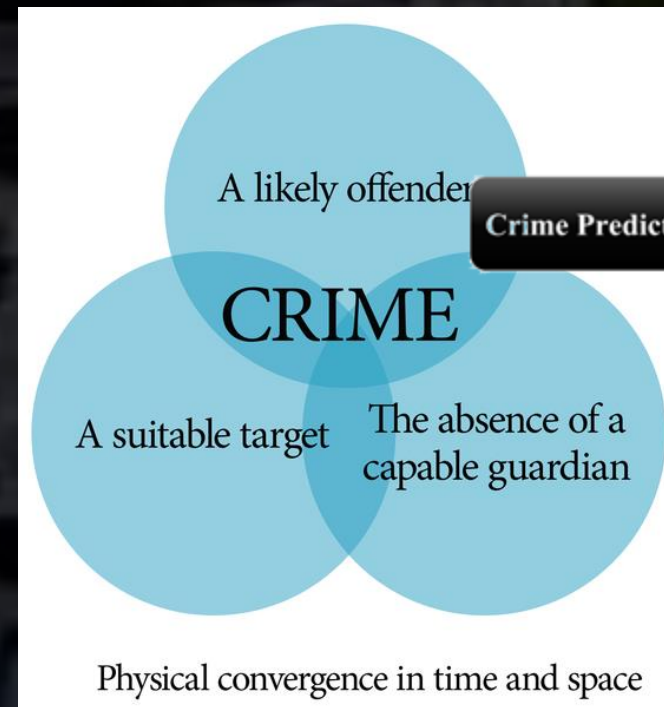 A likely offender
Crime Predict
CRIME
A suitable target
The absence of a
capable guardian
Physical convergence in time and space